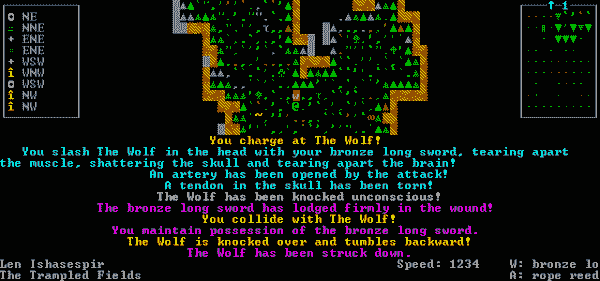 NE
NNE
ENE
ENE
WSW
WNW
WSW
NW
NW
-1
You charge at The Wolf!
You slash The Wolf in the head with your bronze long sword, tearing apart
the muscle, shattering the skull and tearing apart the brain!
An artery has been opened by the attack!
A tendon in the skull has been torn!
The Wolf has been knocked unconscious!
The bronze long sword has lodged firmly in the wound!
You collide with The Wolf!
You maintain possession of the bronze long sword.
The Wolf is knocked over and tumbles backward!
The Wolf has been struck down.
Len Ishasespir Speed: 1234 W: bronze lo
The Trampled Fields A: rope reed